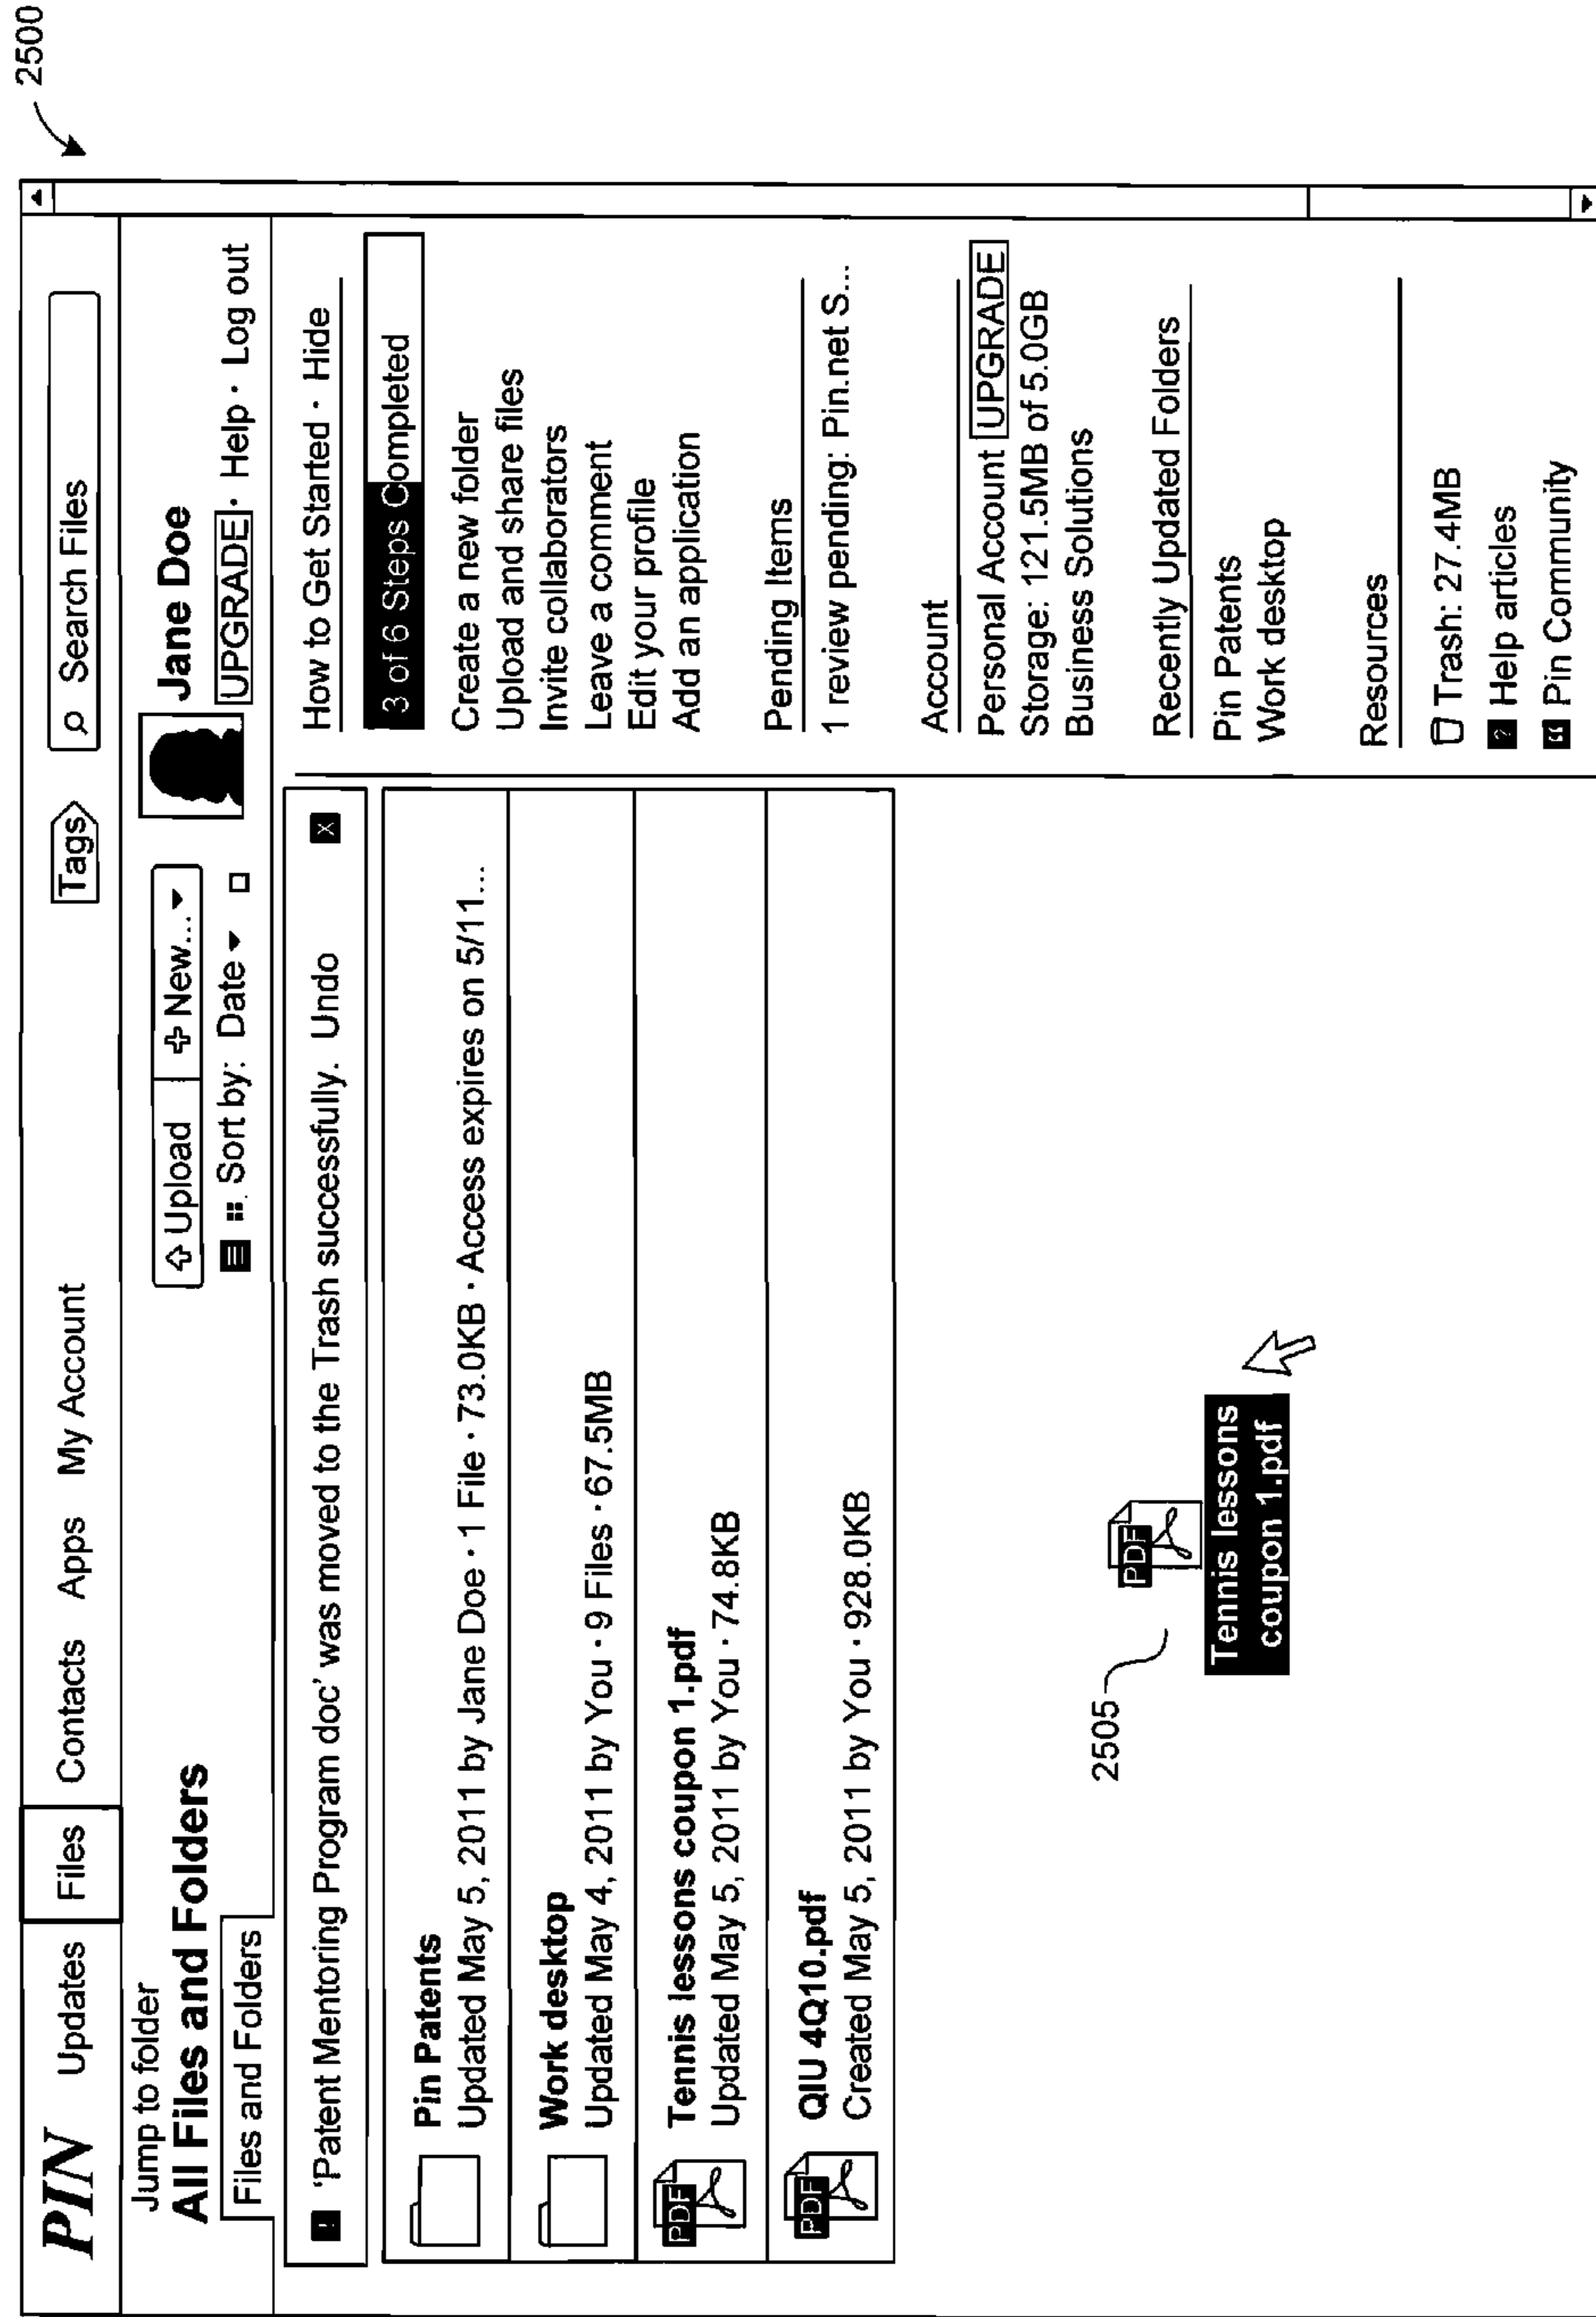 2500
PIN Updates Files Contacts Apps My Account Tags Search Files
Jump to folder
All Files and Folders
Upload New...
Jane Doe
UPGRADE · Help · Log out
Files and Folders
Sort by: Date
'Patent Mentoring Program doc' was moved to the Trash successfully. Undo X
Pin Patents
Updated May 5, 2011 by Jane Doe · 1 File · 73.0KB · Access expires on 5/11...
Work desktop
Updated May 4, 2011 by You · 9 Files · 67.5MB
PDF
Tennis lessons coupon 1.pdf
Updated May 5, 2011 by You · 74.8KB
PDF
QIU 4Q10.pdf
Created May 5, 2011 by You · 928.0KB
2505
PDF
Tennis lessons
coupon 1.pdf
How to Get Started · Hide
3 of 6 Steps Completed
Create a new folder
Upload and share files
Invite collaborators
Leave a comment
Edit your profile
Add an application
Pending Items
1 review pending: Pin.net S...
Account
Personal Account UPGRADE
Storage: 121.5MB of 5.0GB
Business Solutions
Recently Updated Folders
Pin Patents
Work desktop
Resources
Trash: 27.4MB
? Help articles
“ Pin Community